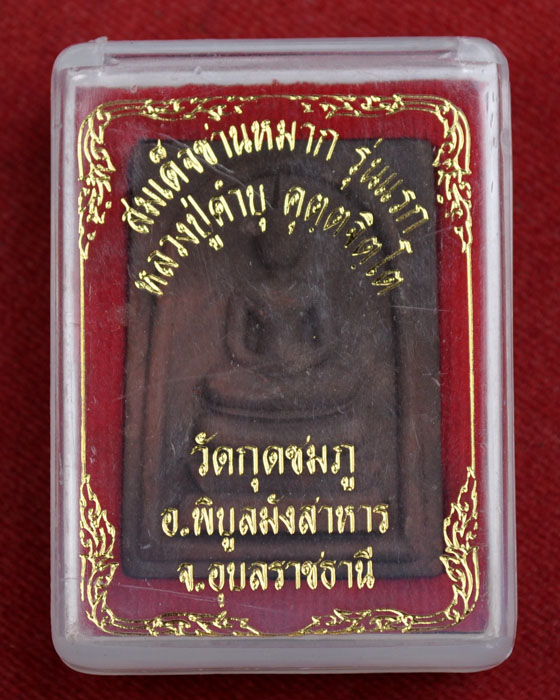 สมเด็จชานหมาก รุ่นแรก
หลวงปู่คำบุ คุตฺตจิตฺโต
วัดกุดชมภู
อ.พิบูลมังสาหาร
จ.อุบลราชธานี